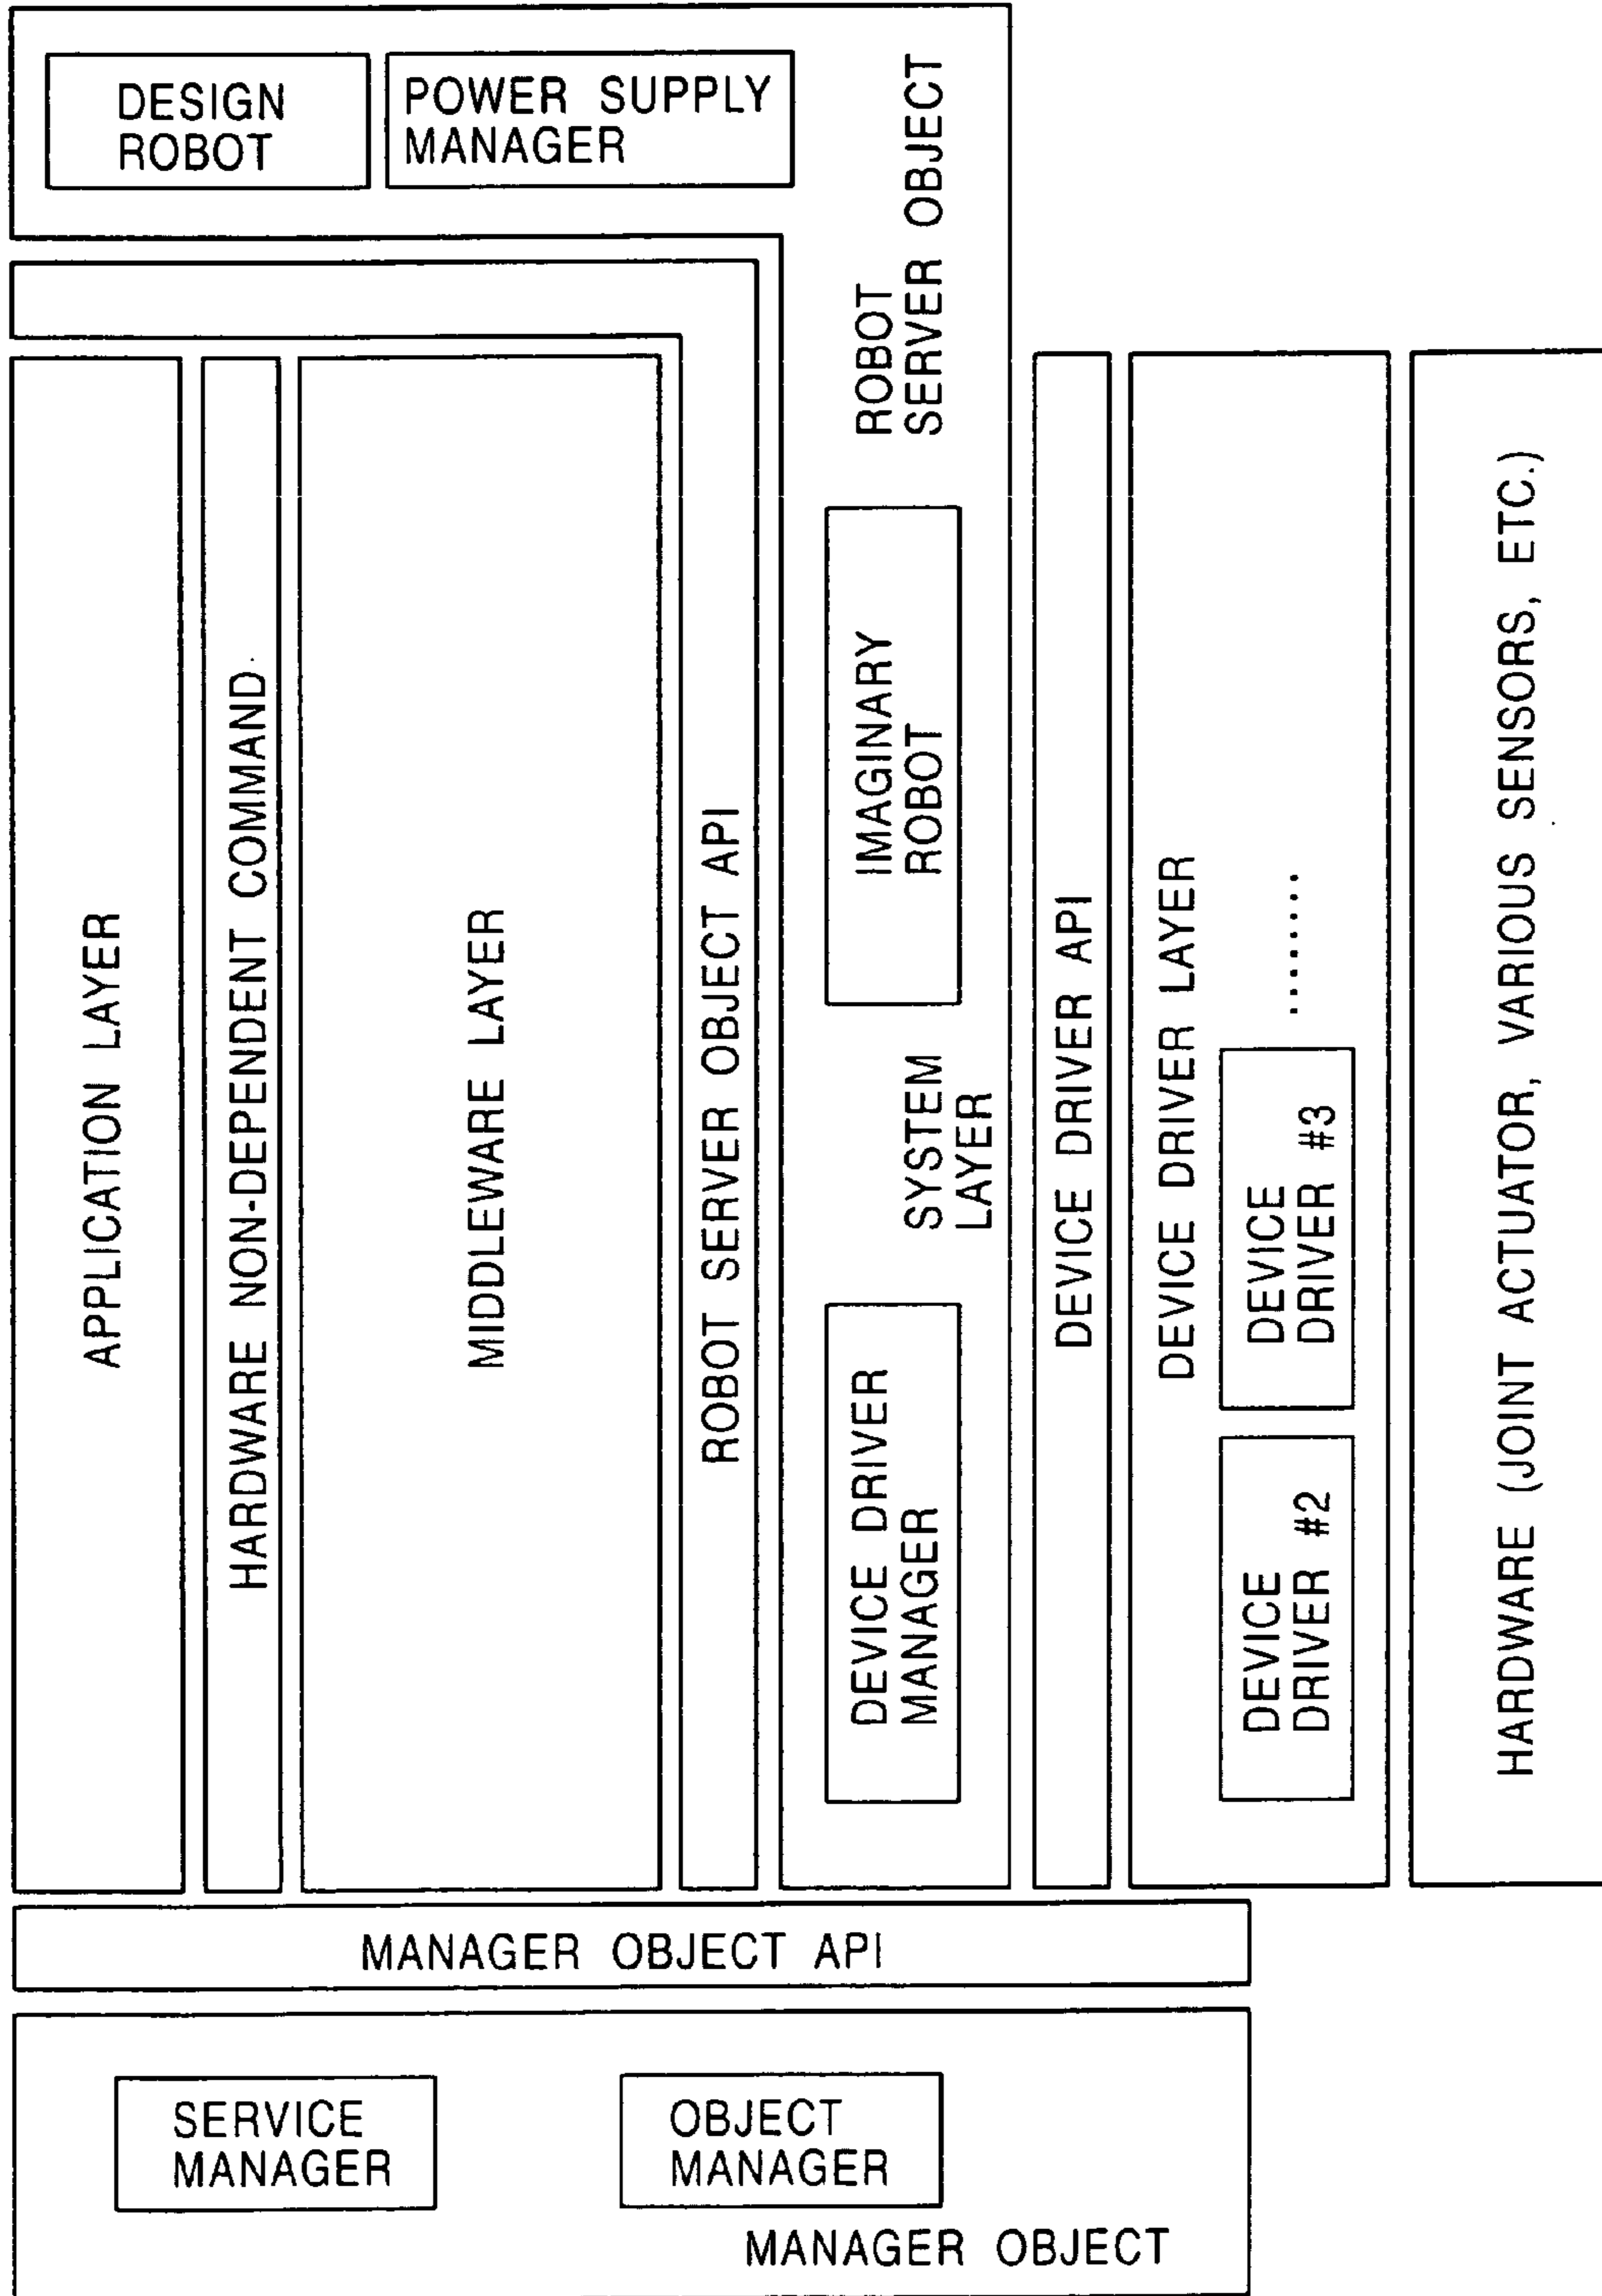 DESIGN
ROBOT
POWER SUPPLY
MANAGER
APPLICATION LAYER
HARDWARE NON-DEPENDENT COMMAND
MIDDLEWARE LAYER
ROBOT SERVER OBJECT API
DEVICE DRIVER
MANAGER
SYSTEM
LAYER
IMAGINARY
ROBOT
ROBOT
SERVER OBJECT
DEVICE DRIVER API
DEVICE DRIVER LAYER
DEVICE
DRIVER #2
DEVICE
DRIVER #3
........
HARDWARE (JOINT ACTUATOR, VARIOUS SENSORS, ETC.)
MANAGER OBJECT API
SERVICE
MANAGER
OBJECT
MANAGER
MANAGER OBJECT